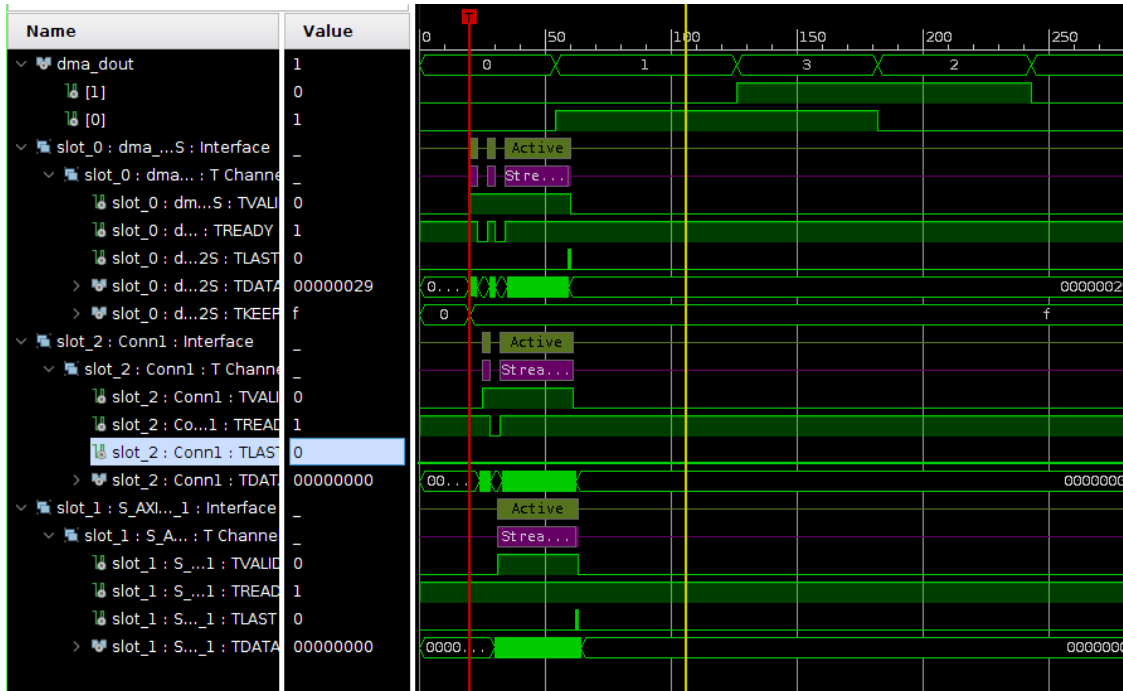 Name Value
T
0 50 100 150 200 250
dma_dout 1 0 1 3 2
[1] 0
[0] 1
slot_0 : dma_...S : Interface _ Active
slot_0 : dma... : T Channe _ Stre...
slot_0 : dm...S : TVALI 0
slot_0 : d... : TREADY 1
slot_0 : d...2S : TLAST 0
slot_0 : d...2S : TDATA 00000029 0... 0000002
slot_0 : d...2S : TKEEP f 0 f
slot_2 : Conn1 : Interface _ Active
slot_2 : Conn1 : T Channe _ Strea...
slot_2 : Conn1 : TVALI 0
slot_2 : Co...1 : TREAD 1
slot_2 : Conn1 : TLAST 0
slot_2 : Conn1 : TDAT 00000000 00... 0000000
slot_1 : S_AXI..._1 : Interface _ Active
slot_1 : S_A... : T Channe _ Strea...
slot_1 : S_...1 : TVALID 0
slot_1 : S_...1 : TREAD 1
slot_1 : S..._1 : TLAST 0
slot_1 : S..._1 : TDATA 00000000 0000... 000000